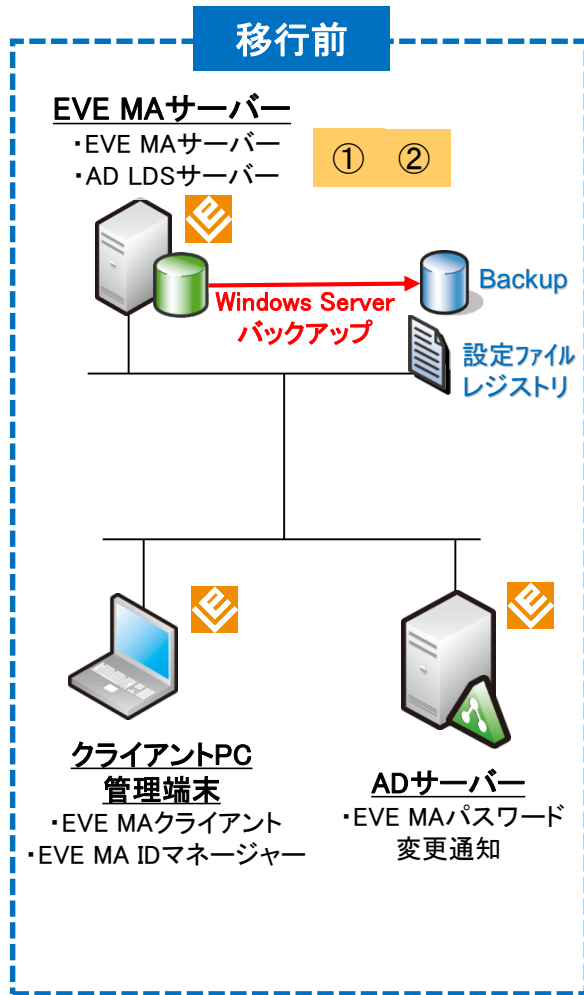 移行前
EVE MAサーバー
・EVE MAサーバー
・AD LDSサーバー
① ②
Windows Server
バックアップ
Backup
設定ファイル
レジストリ
クライアントPC
管理端末
・EVE MAクライアント
・EVE MA IDマネージャー
ADサーバー
・EVE MAパスワード
変更通知